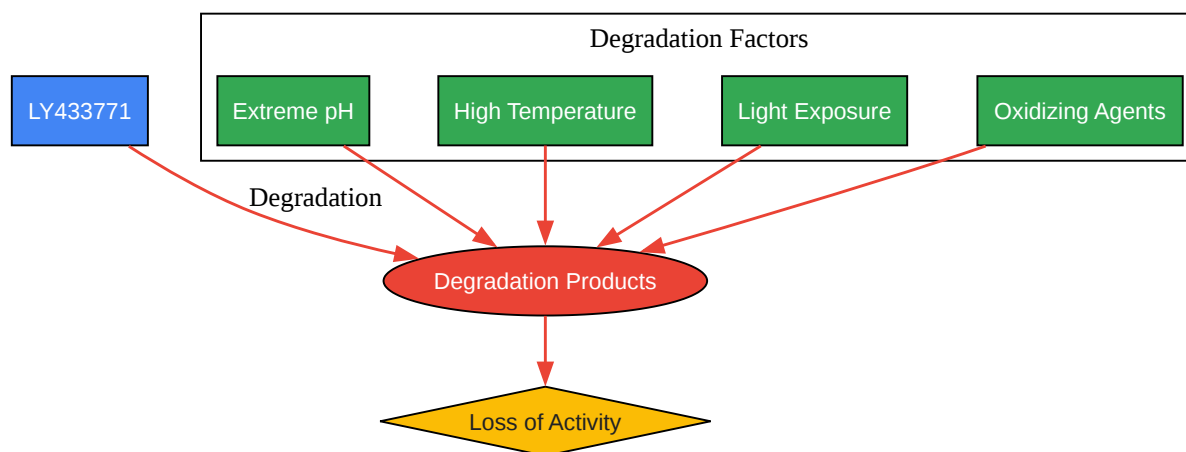 Degradation Factors
LY433771
Extreme pH
High Temperature
Light Exposure
Oxidizing Agents
Degradation
Degradation Products
Loss of Activity